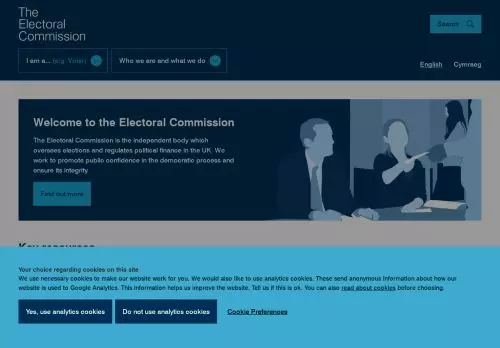 The
Electoral
Commission
Search
I am a... (e.g. Voter)
Who we are and what we do
English
Cymraeg
Welcome to the Electoral Commission
The Electoral Commission is the independent body which
oversees elections and regulates political finance in the UK. We
work to promote public confidence in the democratic process and
ensure its integrity.
Find out more
Key resources
Your choice regarding cookies on this site
We use necessary cookies to make our website work for you. We would also like to use analytics cookies. These send anonymous information about how our
website is used to Google Analytics. This information helps us improve the website. Tell us if this is ok. You can also read about cookies before choosing.
Yes, use analytics cookies
Do not use analytics cookies
Cookie Preferences